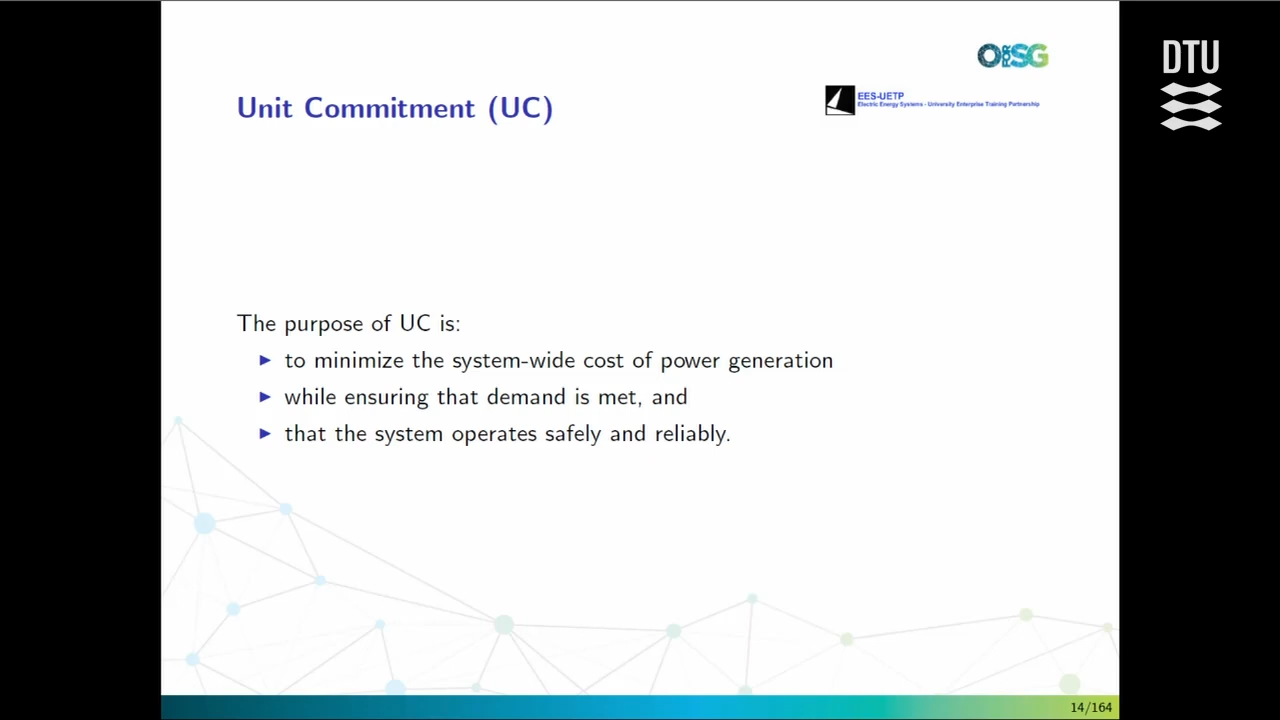 DTU
EES-UETP
Electric Energy Systems - University Enterprise Training Partnership
Unit Commitment (UC)
The purpose of UC is:
to minimize the system-wide cost of power generation
while ensuring that demand is met, and
that the system operates safely and reliably.
14/164